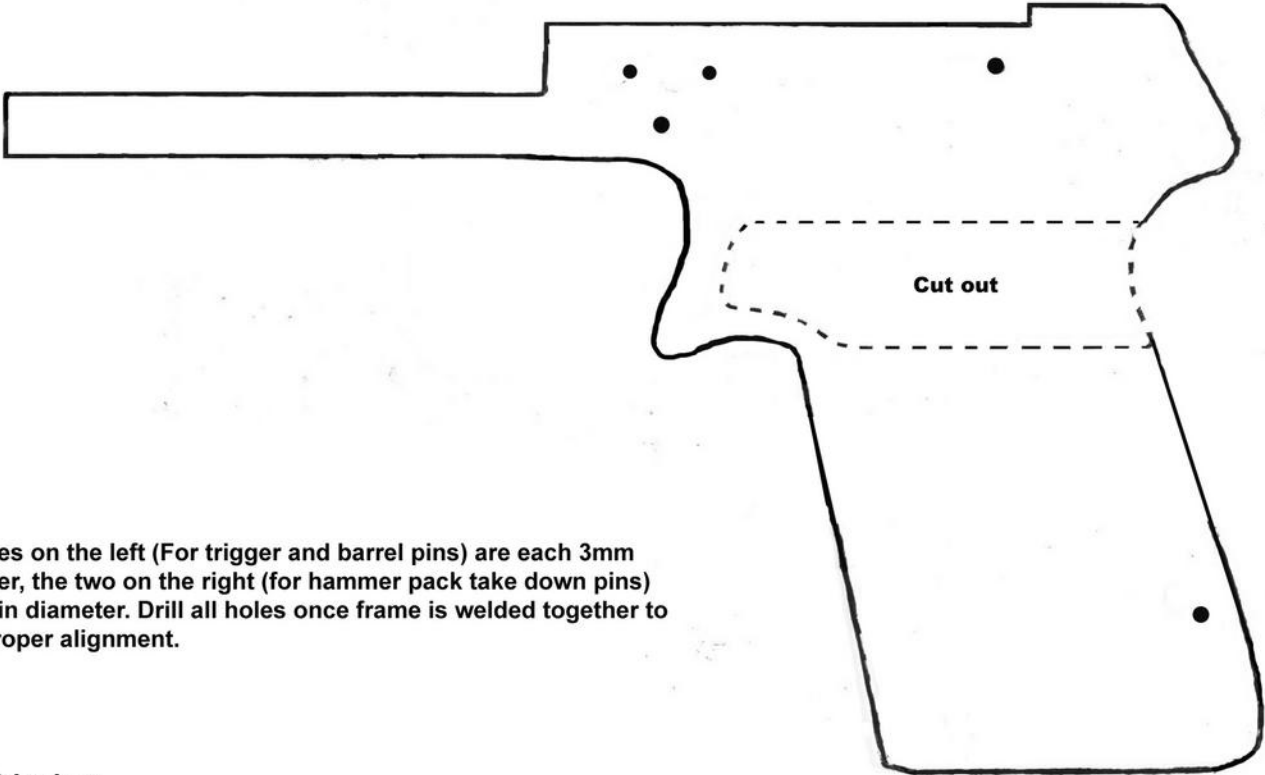 Cut out
es on the left (For trigger and barrel pins) are each 3mm
er, the two on the right (for hammer pack take down pins)
in diameter. Drill all holes once frame is welded together to
roper alignment.